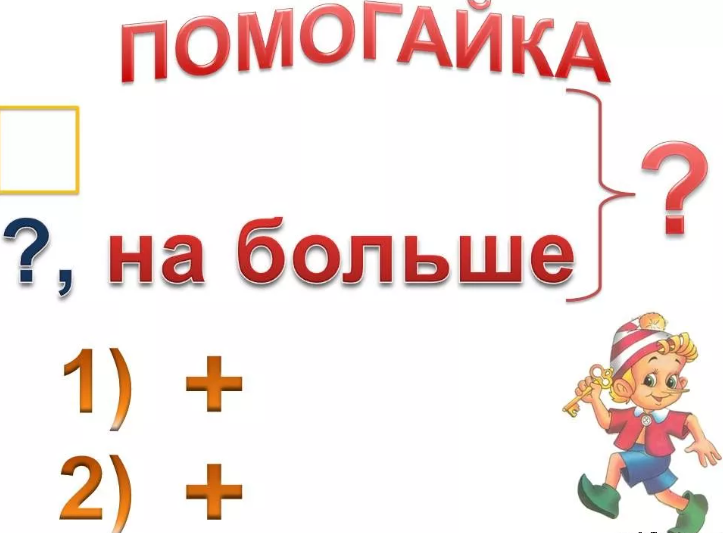 ПОМОГАЙКА
?
?, на больше
1) +
2) +